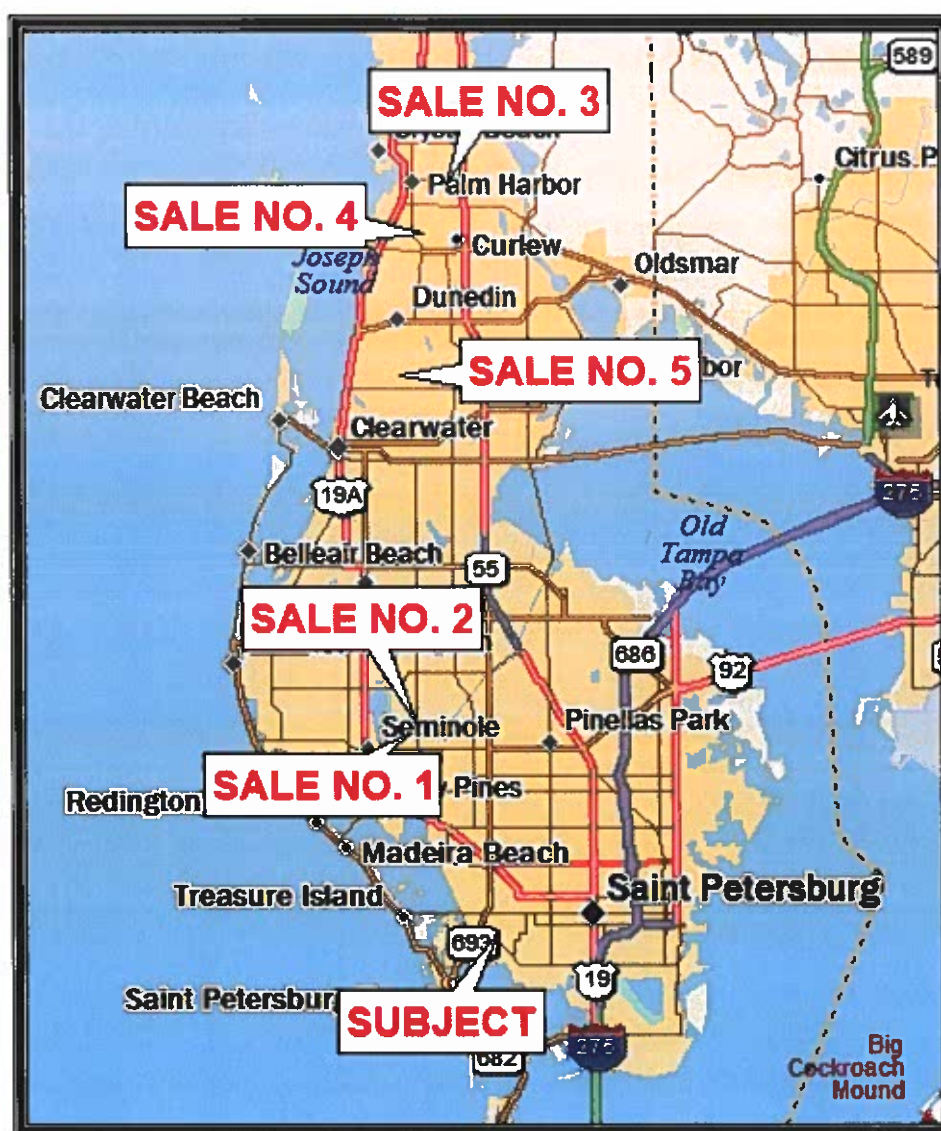 589
SALE NO. 3
Citrus P
Palm Harbor
SALE NO. 4
Curlew
Joseph
Sound
Oldsmar
Dunedin
SALE NO. 5
bor
Clearwater Beach
Clearwater
19A
275
Old
Tampa
Bay
Belleair Beach
55
SALE NO. 2
686
92
Seminole
Pinellas Park
SALE NO. 1
y Pines
Redington
Madeira Beach
Treasure Island
Saint Petersburg
693
19
Saint Petersbur
SUBJECT
275
682
Big
Cockroach
Mound